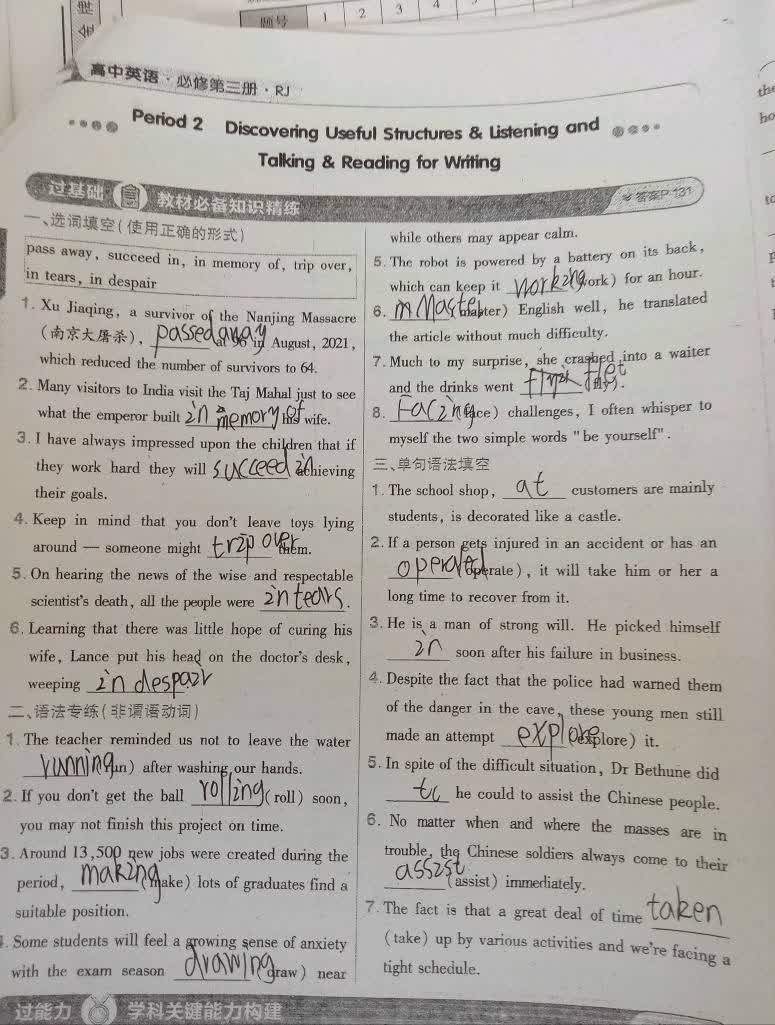 题号 1 2 3 4
高中英语·必修第三册·RJ
Period 2 Discovering Useful Structures & Listening and
Talking & Reading for Writing
过基础 教材必备知识精练 答案P131
一、选词填空(使用正确的形式)
pass away, succeed in, in memory of, trip over,
in tears, in despair
1. Xu Jiaqing, a survivor of the Nanjing Massacre
(南京大屠杀), passed away at 96 in August, 2021,
which reduced the number of survivors to 64.
2. Many visitors to India visit the Taj Mahal just to see
what the emperor built in memory of his wife.
3. I have always impressed upon the children that if
they work hard they will succeed in achieving
their goals.
4. Keep in mind that you don't leave toys lying
around — someone might trip over them.
5. On hearing the news of the wise and respectable
scientist's death, all the people were in tears.
6. Learning that there was little hope of curing his
wife, Lance put his head on the doctor's desk,
weeping in despair
二、语法专练(非谓语动词)
1. The teacher reminded us not to leave the water
running (run) after washing our hands.
2. If you don't get the ball rolling (roll) soon,
you may not finish this project on time.
3. Around 13,500 new jobs were created during the
period, making (make) lots of graduates find a
suitable position.
4. Some students will feel a growing sense of anxiety
with the exam season drawing (draw) near
while others may appear calm.
5. The robot is powered by a battery on its back,
which can keep it working (work) for an hour.
6. Master (master) English well, he translated
the article without much difficulty.
7. Much to my surprise, she crashed into a waiter
and the drinks went (fly).
8. Facing (face) challenges, I often whisper to
myself the two simple words "be yourself".
三、单句语法填空
1. The school shop, at customers are mainly
students, is decorated like a castle.
2. If a person gets injured in an accident or has an
operated (operate), it will take him or her a
long time to recover from it.
3. He is a man of strong will. He picked himself
in soon after his failure in business.
4. Despite the fact that the police had warned them
of the danger in the cave, these young men still
made an attempt explore (explore) it.
5. In spite of the difficult situation, Dr Bethune did
he could to assist the Chinese people.
6. No matter when and where the masses are in
trouble, the Chinese soldiers always come to their
assist (assist) immediately.
7. The fact is that a great deal of time taken
(take) up by various activities and we're facing a
tight schedule.
过能力 学科关键能力构建